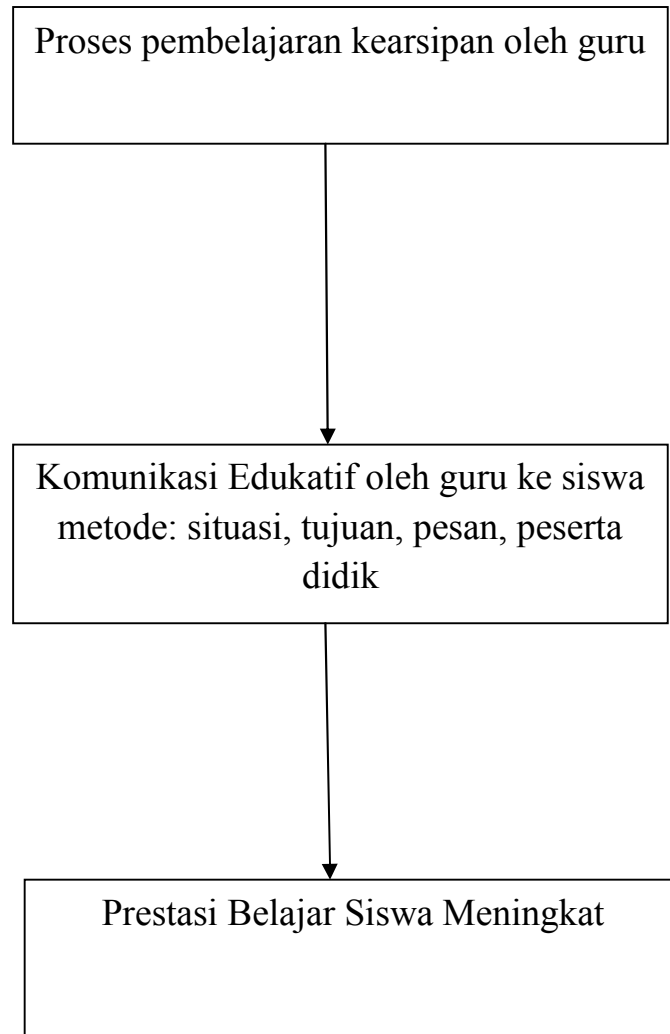 Proses pembelajaran kearsipan oleh guru
Komunikasi Edukatif oleh guru ke siswa
metode: situasi, tujuan, pesan, peserta
didik
Prestasi Belajar Siswa Meningkat